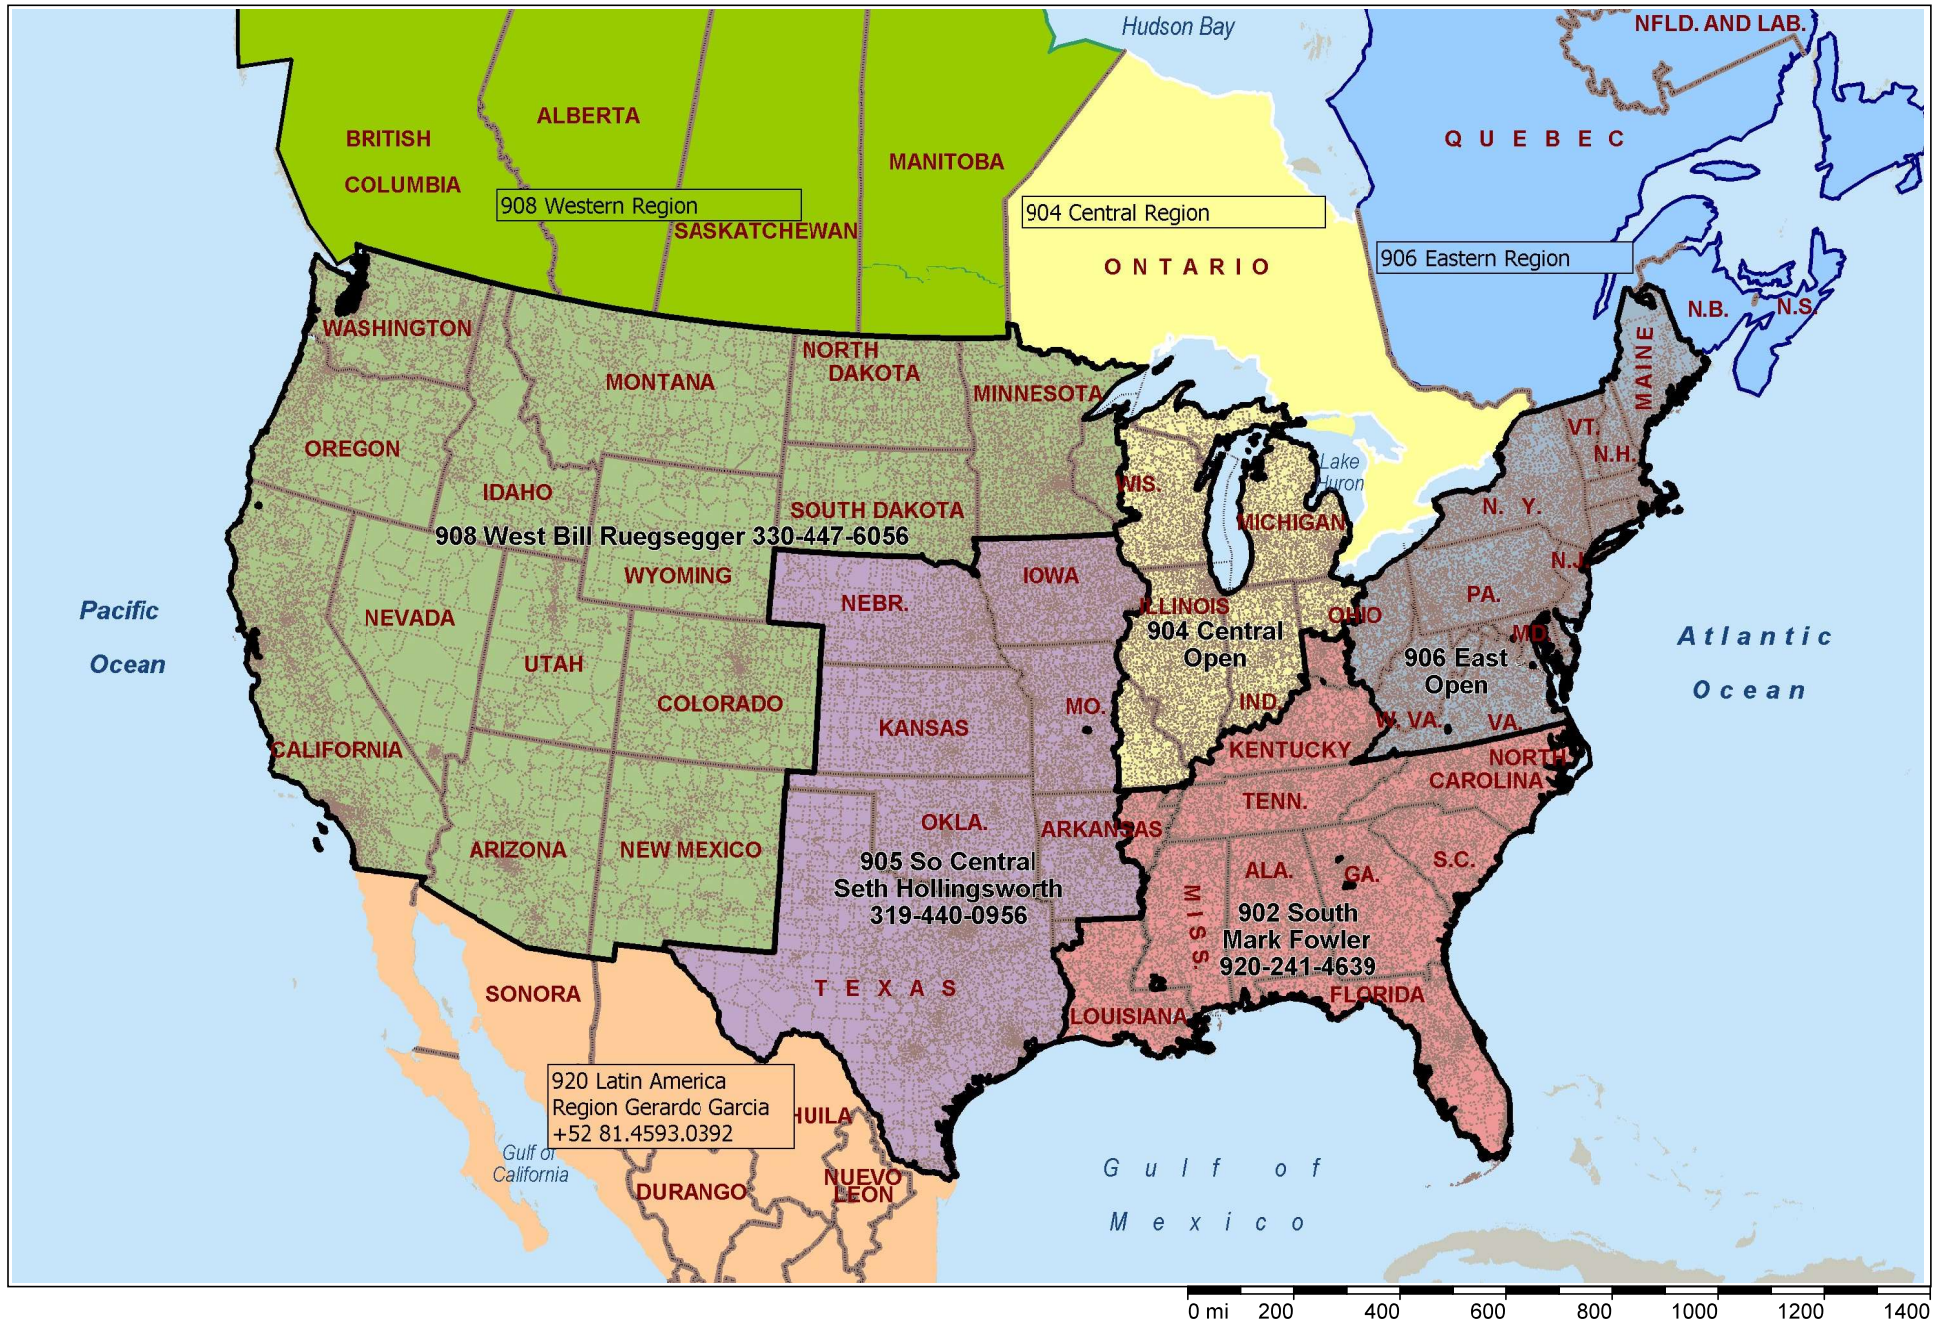 Hudson Bay
NFLD. AND LAB.
ALBERTA
BRITISH
COLUMBIA
MANITOBA
QUEBEC
908 Western Region
SASKATCHEWAN
904 Central Region
ONTARIO
906 Eastern Region
N.B.
N.S.
WASHINGTON
MONTANA
NORTH
DAKOTA
MINNESOTA
MAINE
OREGON
IDAHO
SOUTH DAKOTA
WIS.
Lake
Huron
MICHIGAN
VT.
N.H.
N. Y.
908 West Bill Ruegsegger 330-447-6056
WYOMING
NEBR.
IOWA
ILLINOIS
OHIO
PA.
N.J.
MD.
Pacific
Ocean
NEVADA
UTAH
COLORADO
KANSAS
MO.
904 Central
Open
IND.
906 East
Open
W. VA.
VA.
Atlantic
Ocean
CALIFORNIA
ARIZONA
NEW MEXICO
OKLA.
ARKANSAS
KENTUCKY
TENN.
NORTH
CAROLINA
905 So Central
Seth Hollingsworth
319-440-0956
MISS.
ALA.
GA.
S.C.
902 South
Mark Fowler
920-241-4639
SONORA
TEXAS
LOUISIANA
FLORIDA
920 Latin America
Region Gerardo Garcia
+52 81.4593.0392
HUILA
Gulf of
California
DURANGO
NUEVO
LEON
Gulf of
Mexico
0 mi 200 400 600 800 1000 1200 1400